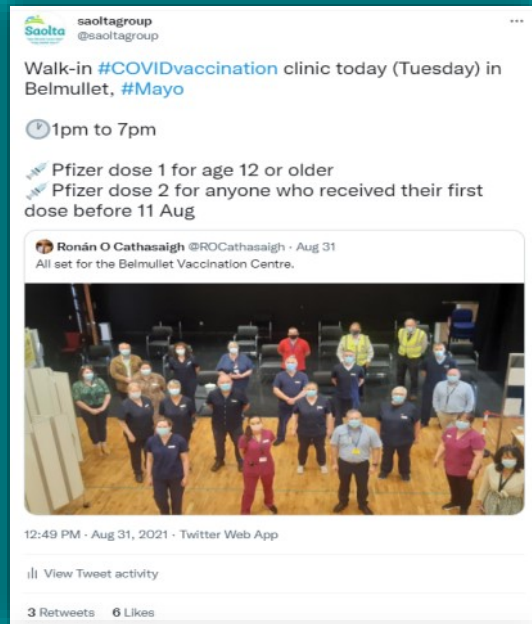 Saolta
saoltagroup
@saoltagroup
Walk-in #COVIDvaccination clinic today (Tuesday) in
Belmullet, #Mayo
1pm to 7pm
Pfizer dose 1 for age 12 or older
Pfizer dose 2 for anyone who received their first
dose before 11 Aug
Ronán O Cathasaigh @ROCathasaigh · Aug 31
All set for the Belmullet Vaccination Centre.
12:49 PM · Aug 31, 2021 · Twitter Web App
View Tweet activity
3 Retweets 6 Likes